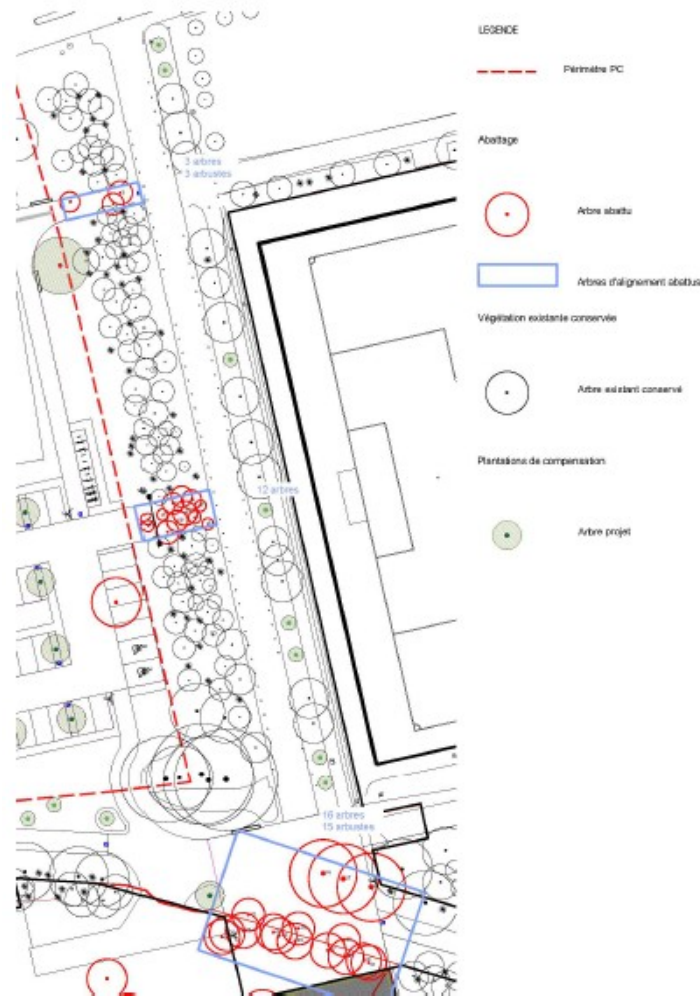 LEGENDE
Périmètre PC
Abattage
3 arbres
3 arbustes
Arbre abattu
Arbres d'alignement abattus
Végétation existante conservée
Arbre existant conservé
Plantations de compensation
12 arbres
Arbre projet
16 arbres
15 arbustes